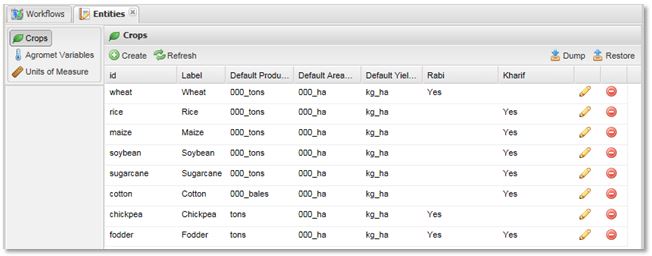 Workflows Entities
Crops
Agromet Variables
Units of Measure
Crops
Create Refresh Dump Restore
id Label Default Produ... Default Area... Default Yiel... Rabi Kharif
wheat Wheat 000_tons 000_ha kg_ha Yes
rice Rice 000_tons 000_ha kg_ha Yes
maize Maize 000_tons 000_ha kg_ha Yes
soybean Soybean 000_tons 000_ha kg_ha Yes
sugarcane Sugarcane 000_tons 000_ha kg_ha Yes
cotton Cotton 000_bales 000_ha kg_ha Yes
chickpea Chickpea tons 000_ha kg_ha Yes
fodder Fodder tons 000_ha kg_ha Yes Yes